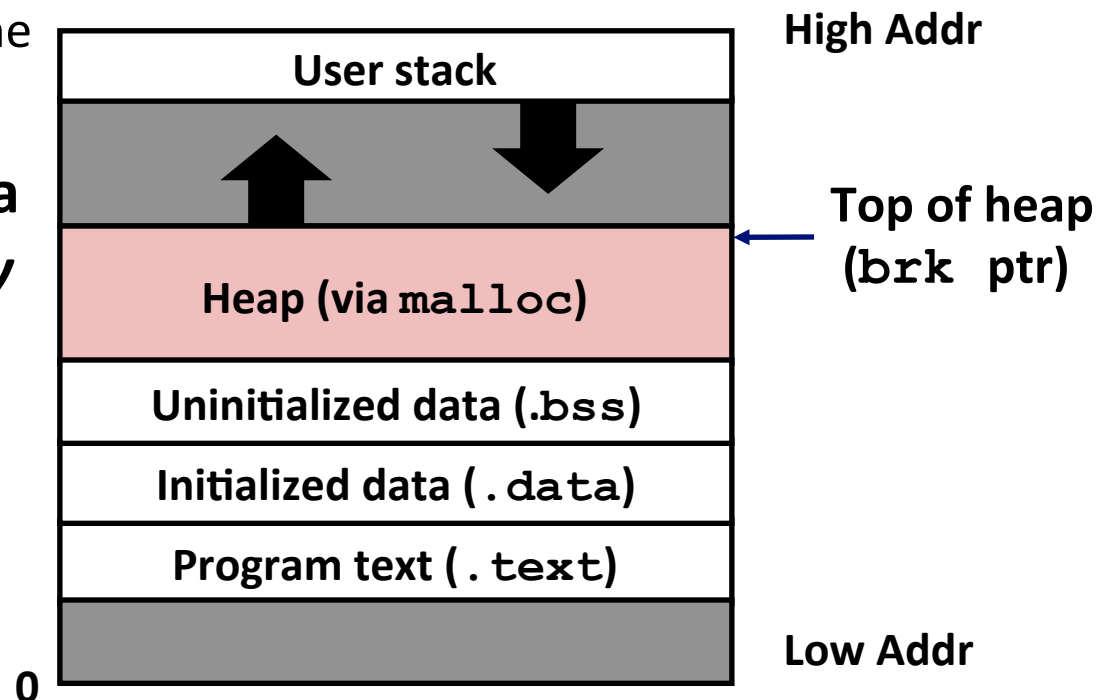 ne
High Addr
User stack
a
y
Top of heap
(brk ptr)
Heap (via malloc)
Uninitialized data (.bss)
Initialized data (.data)
Program text (.text)
Low Addr
0